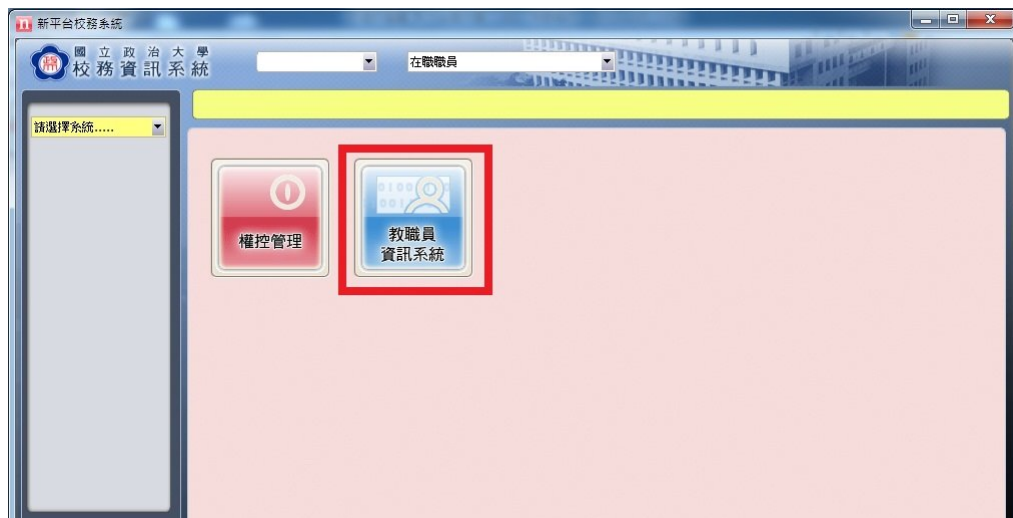 新平台校務系統
國立政治大學
校務資訊系統
在職職員
請選擇系統.....
權控管理
教職員
資訊系統